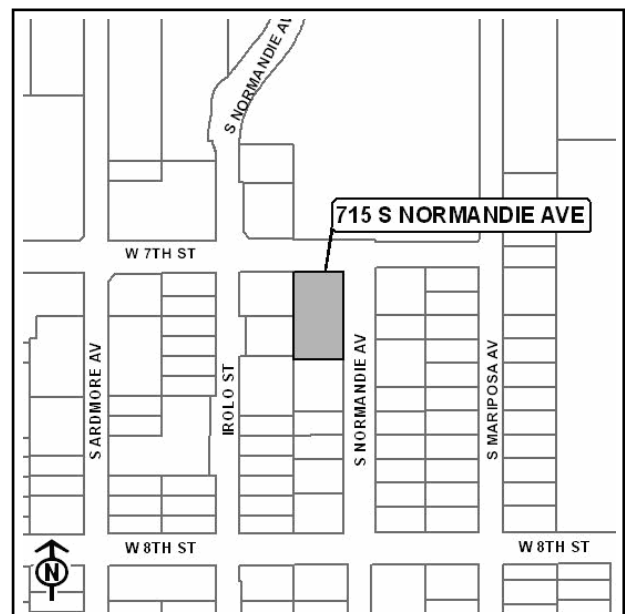 S NORMANDIE AV
715 S NORMANDIE AVE
W 7TH ST
S ARDMORE AV
IROLO ST
S NORMANDIE AV
S MARIPOSA AV
W 8TH ST
W 8TH ST
N